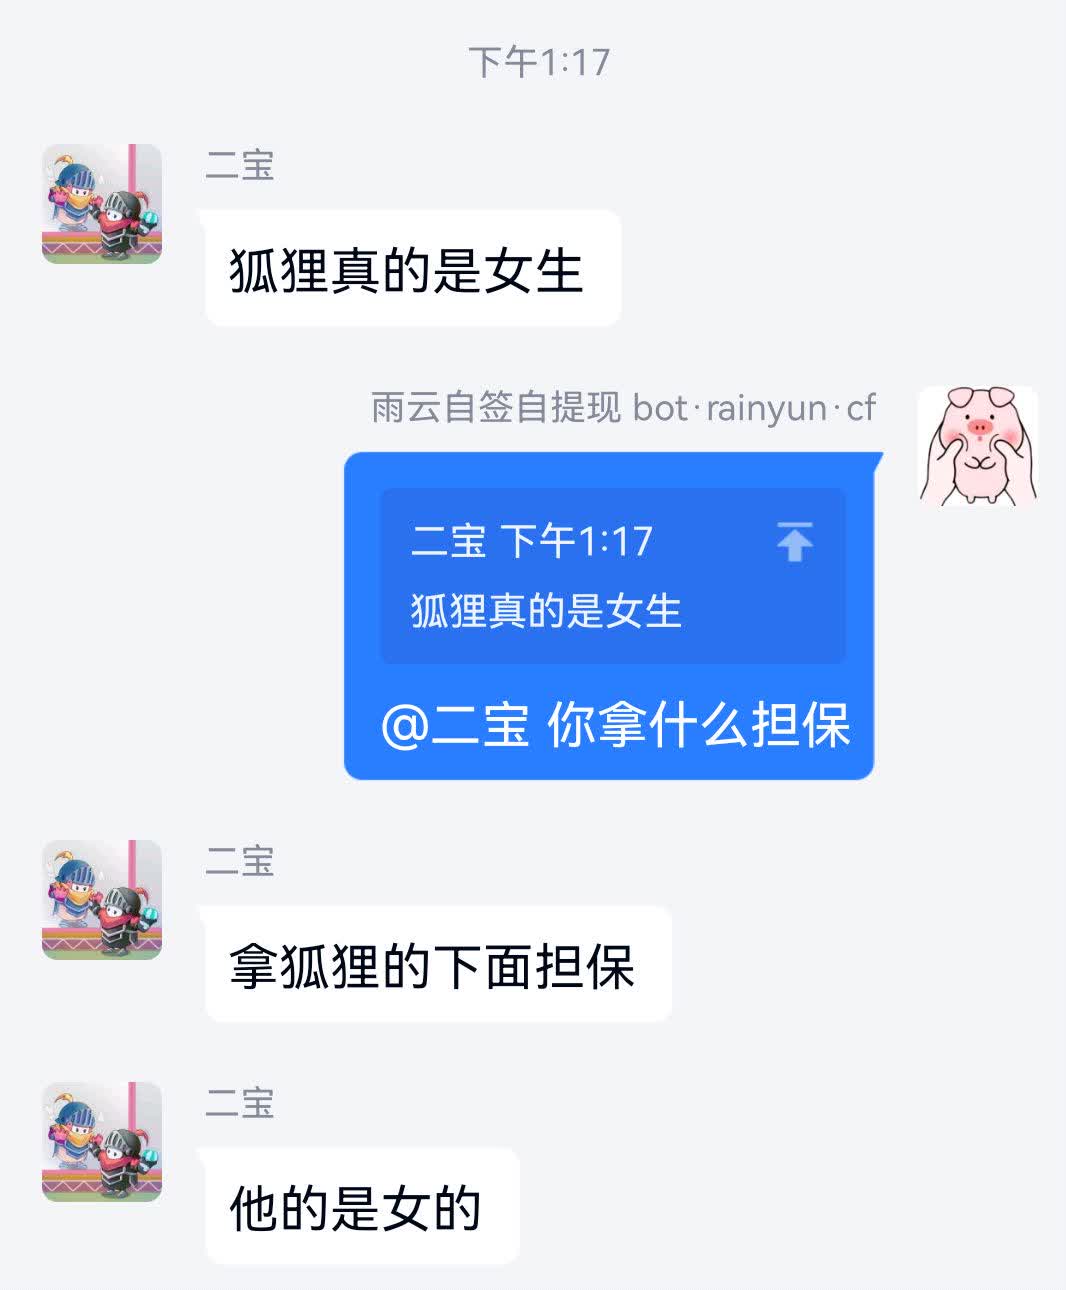 下午1:17
二宝
狐狸真的是女生
雨云自签自提现 bot·rainyun·cf
二宝 下午1:17
狐狸真的是女生
@二宝 你拿什么担保
二宝
拿狐狸的下面担保
二宝
他的是女的